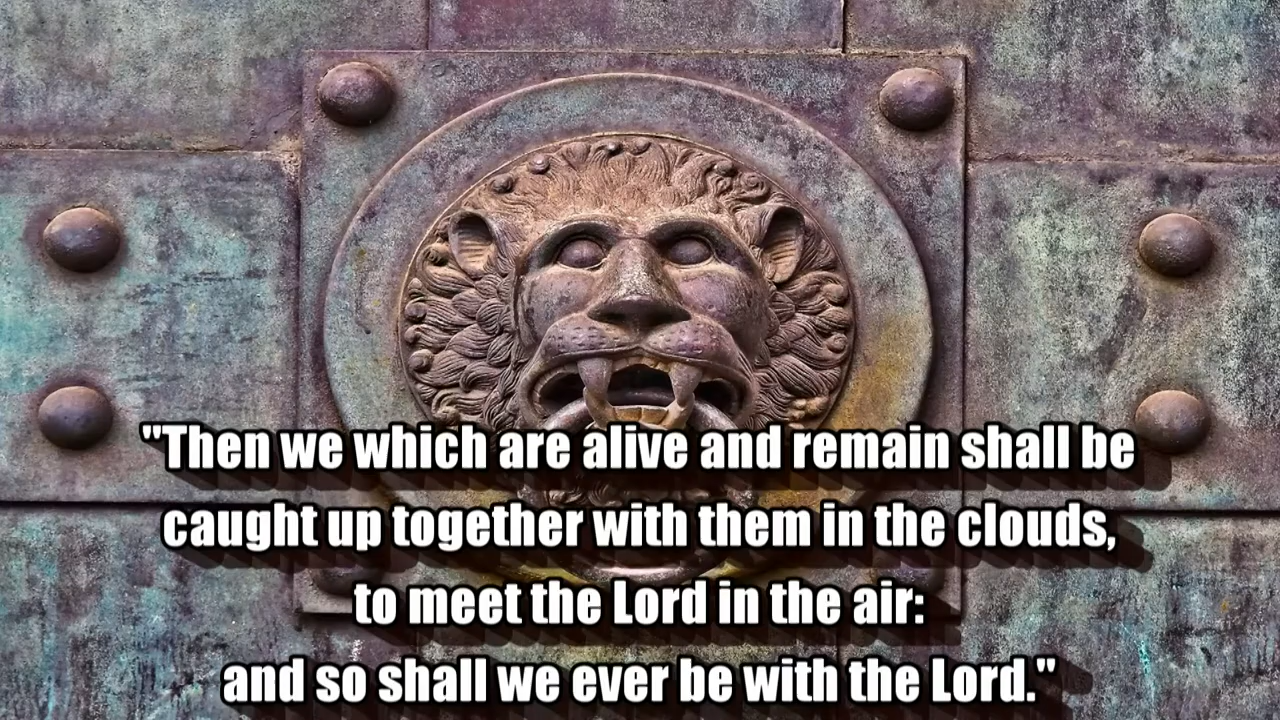 "Then we which are alive and remain shall be
caught up together with them in the clouds,
to meet the Lord in the air:
and so shall we ever be with the Lord."